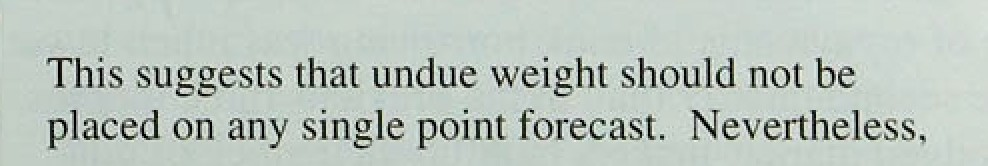 This suggests that undue weight should not be
placed on any single point forecast.  Nevertheless,